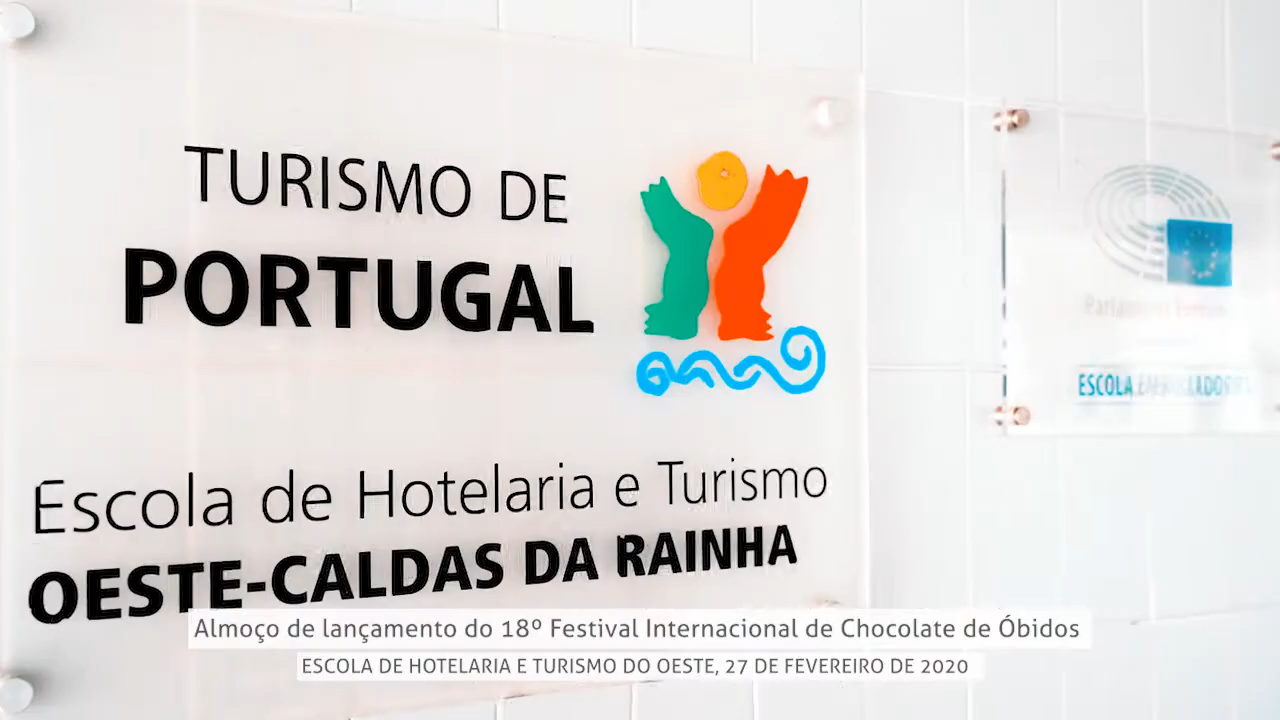 TURISMO DE
PORTUGAL
Escola de Hotelaria e Turismo
OESTE-CALDAS DA RAINHA
ESCOLA
Almoço de lançamento do 18º Festival Internacional de Chocolate de Óbidos
ESCOLA DE HOTELARIA E TURISMO DO OESTE, 27 DE FEVEREIRO DE 2020